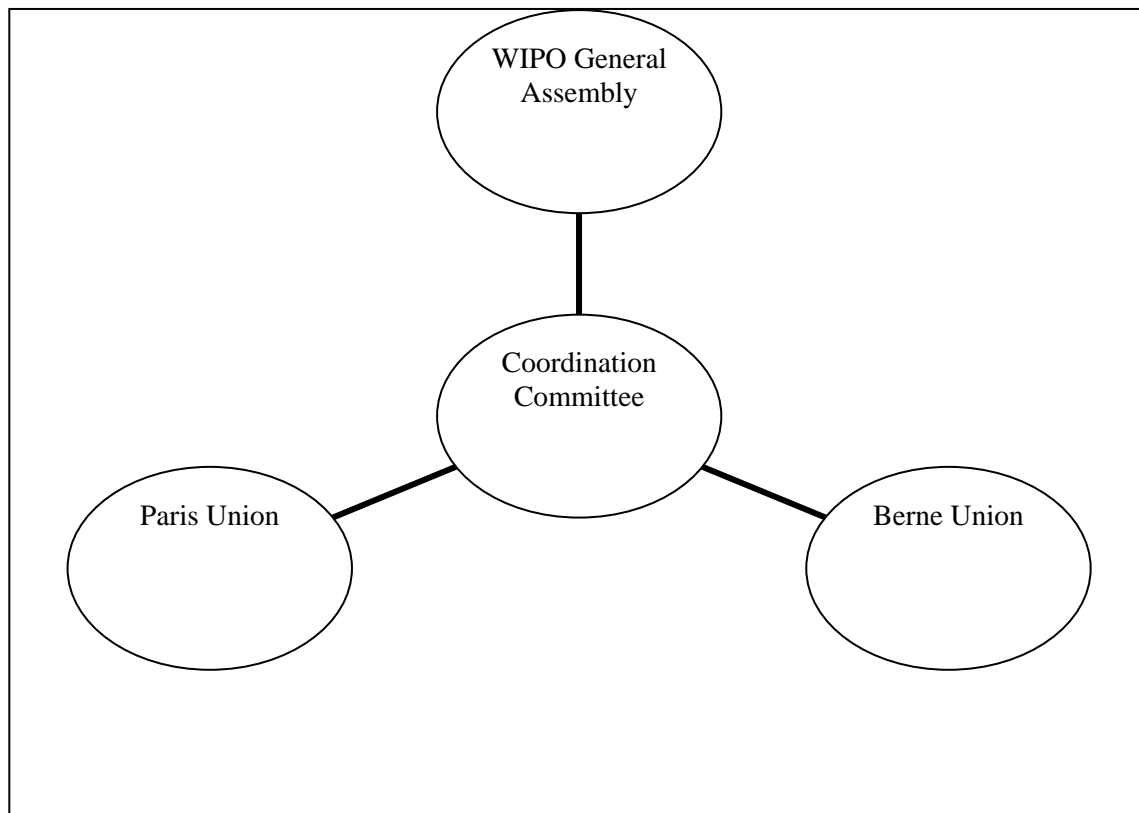 WIPO General
Assembly
Coordination
Committee
Paris Union
Berne Union